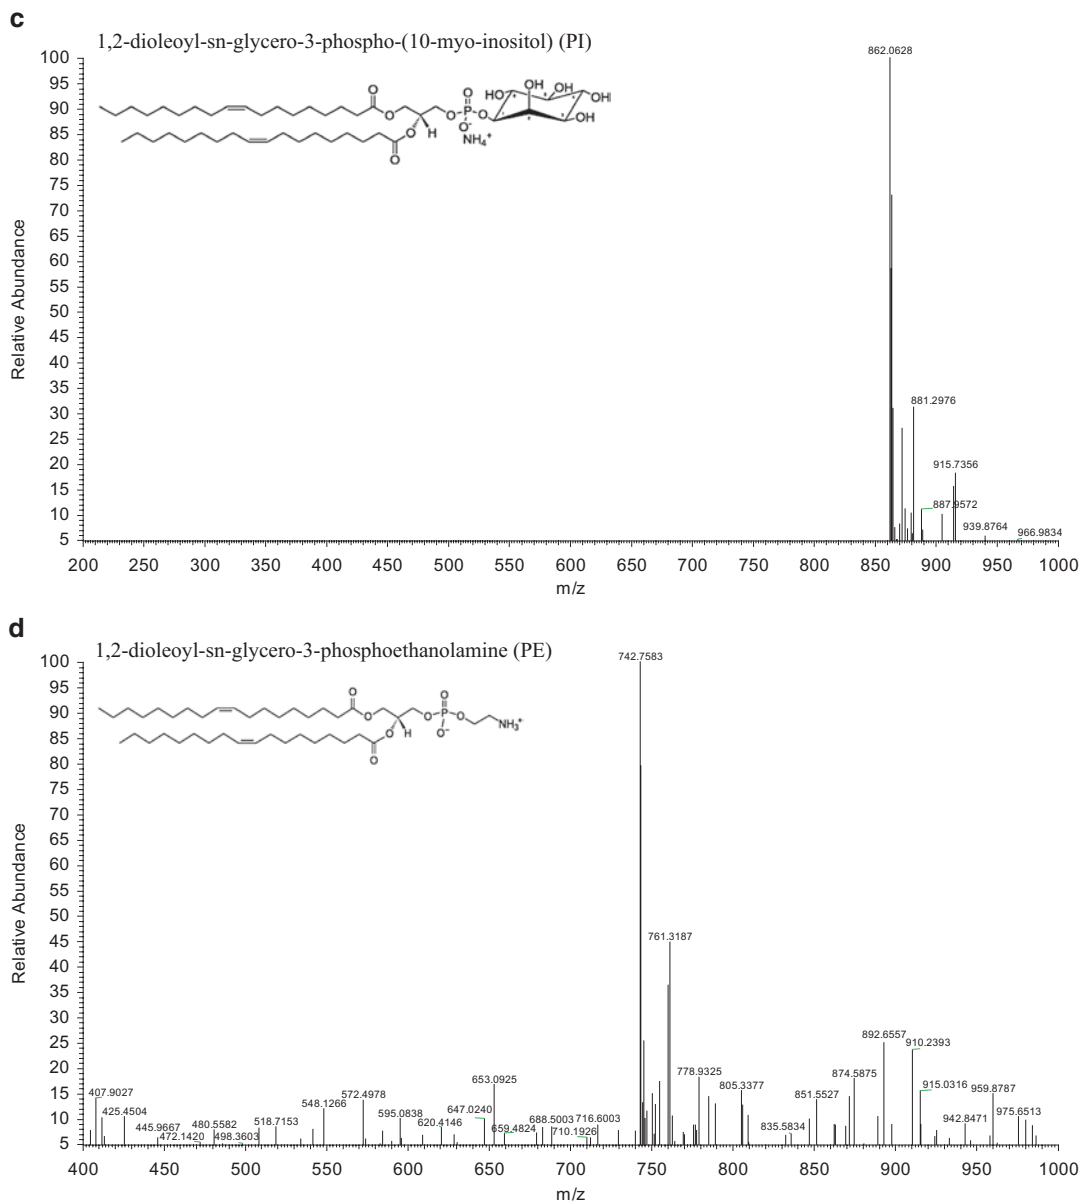 c
1,2-dioleoyl-sn-glycero-3-phospho-(10-myo-inositol) (PI)
862.0628
100
95
90
85
80
75
70
65
60
55
50
45
40
35
30
25
20
15
10
5
Relative Abundance
O
O
O
O
H
O
O
P
O-
O
NH4+
HO
OH
OH
OH
OH
881.2976
915.7356
887.9572
939.8764
966.9834
200 250 300 350 400 450 500 550 600 650 700 750 800 850 900 950 1000
m/z
d
1,2-dioleoyl-sn-glycero-3-phosphoethanolamine (PE)
742.7583
100
95
90
85
80
75
70
65
60
55
50
45
40
35
30
25
20
15
10
5
Relative Abundance
O
O
O
O
H
O
O
P
O-
O
NH3+
761.3187
892.6557
910.2393
778.9325
874.5875
653.0925
805.3377
915.0316
959.8787
407.9027
572.4978
851.5527
548.1266
647.0240
975.6513
425.4504
595.0838
480.5582
518.7153
620.4146
688.5003
716.6003
942.8471
445.9667
659.4824
835.5834
472.1420
498.3603
710.1926
400 450 500 550 600 650 700 750 800 850 900 950 1000
m/z